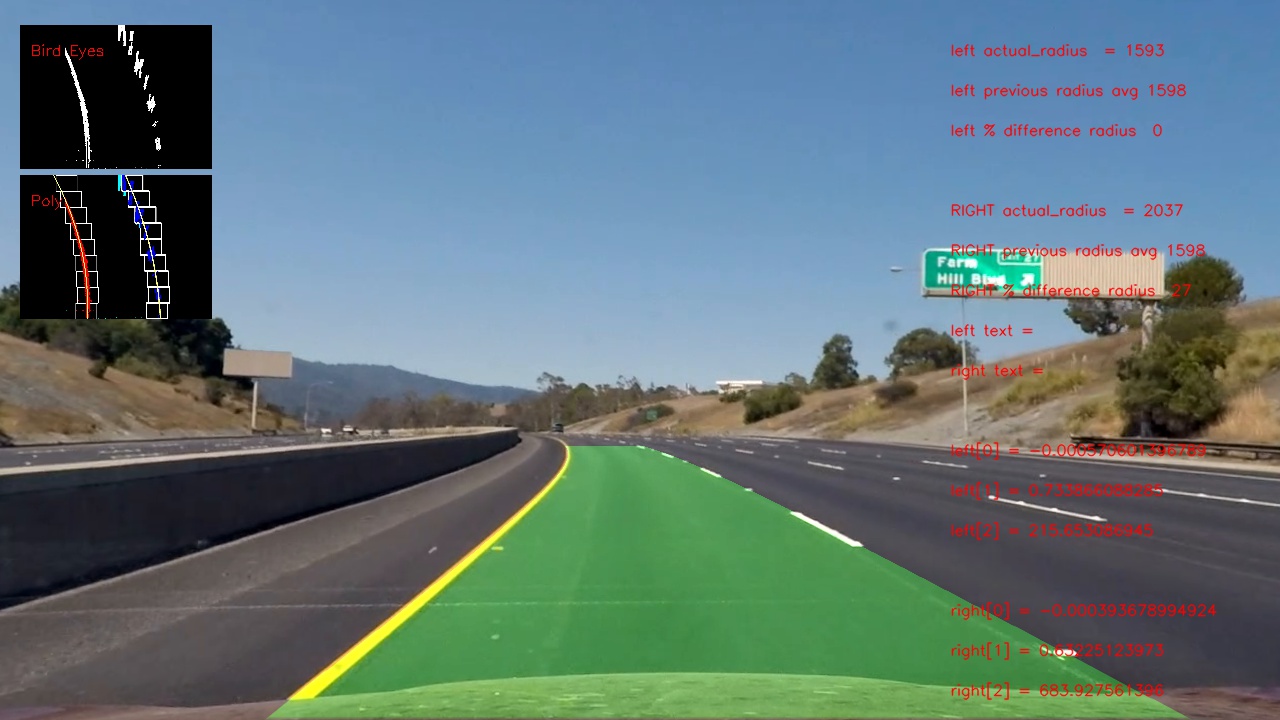 Bird Eyes
Poly
left actual_radius = 1593
left previous radius avg 1598
left % difference radius 0
RIGHT actual_radius = 2037
RIGHT previous radius avg 1598
RIGHT % difference radius 27
Farm
Hill Blvd
left text =
right text =
left[0] = -0.000570601396789
left[1] = 0.733866088285
left[2] = 215.653086945
right[0] = -0.000393678994924
right[1] = 0.63225123973
right[2] = 683.927561396